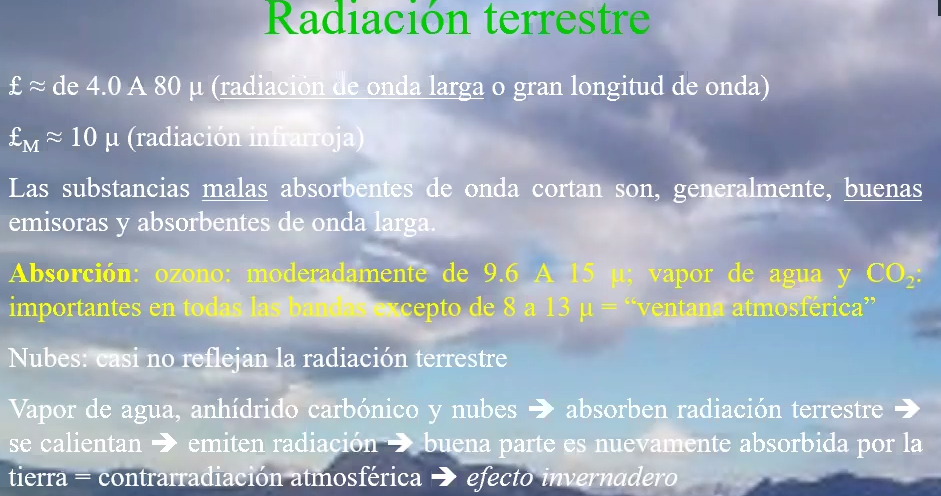 Radiación terrestre
£ ≈ de 4.0 A 80 μ (radiación de onda larga o gran longitud de onda)
£M ≈ 10 μ (radiación infrarroja)
Las substancias malas absorbentes de onda cortan son, generalmente, buenas
emisoras y absorbentes de onda larga.
Absorción: ozono: moderadamente de 9.6 A 15 μ; vapor de agua y CO₂:
importantes en todas las bandas excepto de 8 a 13 μ = “ventana atmosférica”
Nubes: casi no reflejan la radiación terrestre
Vapor de agua, anhídrido carbónico y nubes ➔ absorben radiación terrestre ➔
se calientan ➔ emiten radiación ➔ buena parte es nuevamente absorbida por la
tierra = contrarradiación atmosférica ➔ efecto invernadero